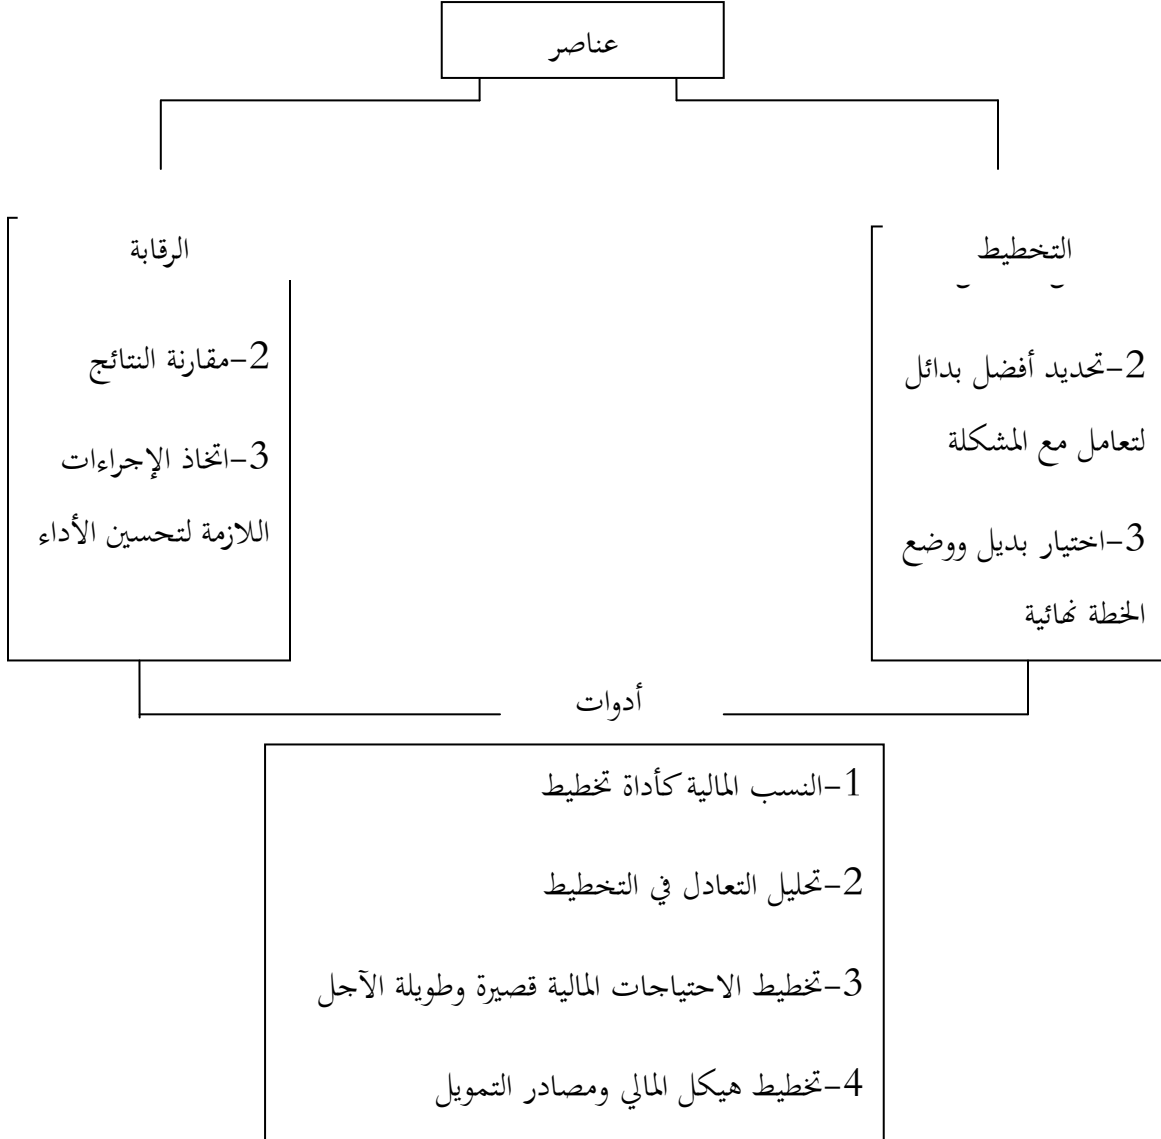 عناصر
التخطيط
2-تحديد أفضل بدائل
لتعامل مع المشكلة
3-اختيار بديل ووضع
الخطة نهائية
الرقابة
2-مقارنة النتائج
3-اتخاذ الإجراءات
اللازمة لتحسين الأداء
أدوات
1-النسب المالية كأداة تخطيط
2-تحليل التعادل في التخطيط
3-تخطيط الاحتياجات المالية قصيرة وطويلة الآجل
4-تخطيط هيكل المالي ومصادر التمويل